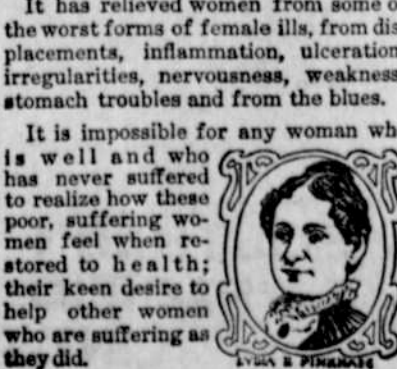 It has relieved women from some o
the worst forms of female ills, from dis
placements, inflammation, ulceration
irregularities, nervousness, weakness
stomach troubles and from the blues.
It is impossible for any woman wh
is well and who
has never suffered
to realize how these
poor, suffering wo-
men feel when re-
stored to health;
their keen desire to
help other women
who are suffering as
they did.
LYDIA E PINKHAM